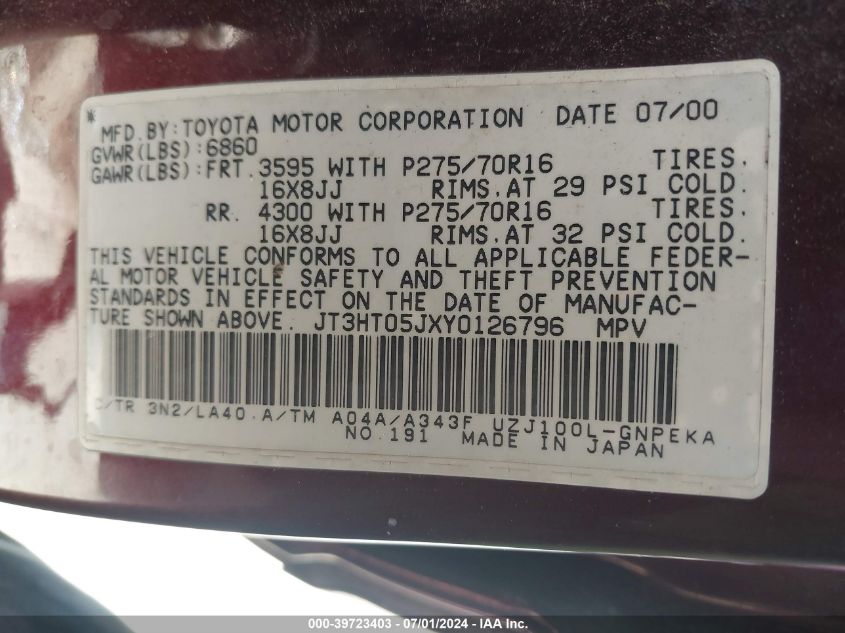 MFD. BY: TOYOTA MOTOR CORPORATION DATE 07/00
GVWR(LBS): 6860
GAWR(LBS): FRT. 3595 WITH P275/70R16 TIRES.
16X8JJ RIMS. AT 29 PSI COLD.
RR. 4300 WITH P275/70R16 TIRES.
16X8JJ RIMS. AT 32 PSI COLD.
THIS VEHICLE CONFORMS TO ALL APPLICABLE FEDER-
AL MOTOR VEHICLE SAFETY AND THEFT PREVENTION
STANDARDS IN EFFECT ON THE DATE OF MANUFAC-
TURE SHOWN ABOVE. JT3HT05JXY0126796 MPV
C/TR 3N2/LA40. A/TM A04A/A343F UZJ100L-GNPEKA
NO.191 MADE IN JAPAN
000-39723403 - 07/01/2024 - IAA Inc.